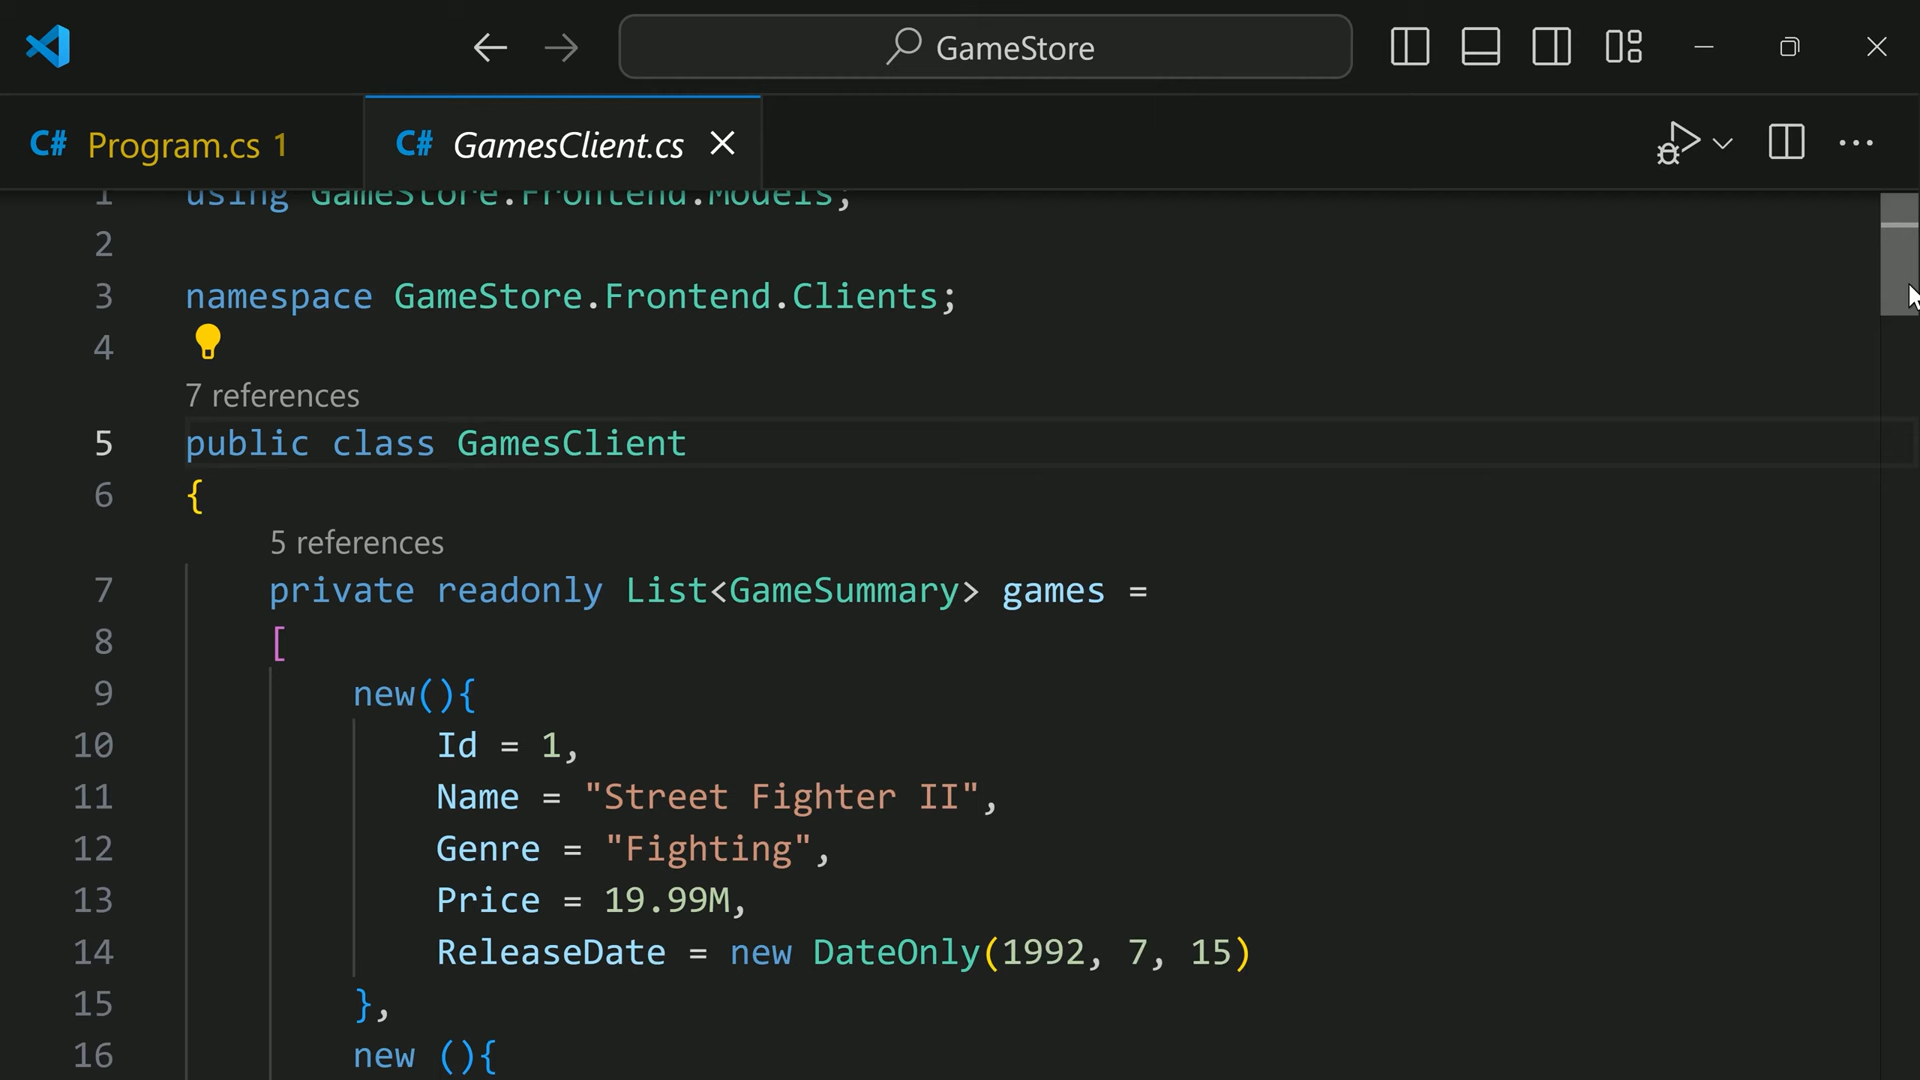 GameStore
C# Program.cs 1
C# GamesClient.cs
1 using GameStore.Frontend.Models;
2
3 namespace GameStore.Frontend.Clients;
4
7 references
5 public class GamesClient
6 {
5 references
7 private readonly List<GameSummary> games =
8 [
9 new(){
10 Id = 1,
11 Name = "Street Fighter II",
12 Genre = "Fighting",
13 Price = 19.99M,
14 ReleaseDate = new DateOnly(1992, 7, 15)
15 },
16 new (){